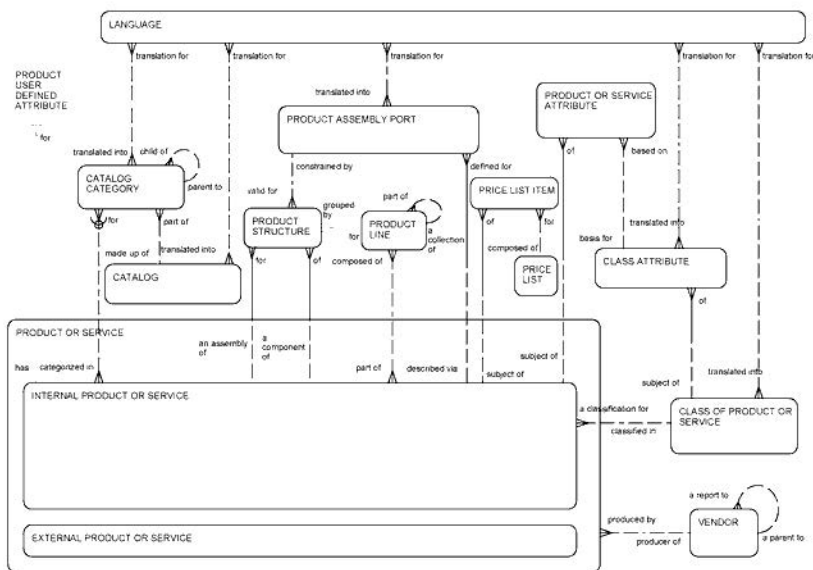 LANGUAGE
translation for
translation for
translation for
translation for
translation for
PRODUCT
USER
DEFINED
ATTRIBUTE
for
translated into
PRODUCT OR SERVICE
ATTRIBUTE
PRODUCT ASSEMBLY PORT
translated into
child of
constrained by
defined for
of
based on
CATALOG
CATEGORY
parent to
valid for
grouped
by
part of
PRICE LIST ITEM
for
part of
PRODUCT
STRUCTURE
for
PRODUCT
LINE
a
collection
of
of
for
translated into
made up of
translated into
for
of
composed of
composed of
basis for
CLASS ATTRIBUTE
CATALOG
PRICE
LIST
of
PRODUCT OR SERVICE
an assembly
of
a
component
of
subject of
has
categorized in
part of
described via
subject of
subject of
translated into
INTERNAL PRODUCT OR SERVICE
a classification for
classified in
CLASS OF PRODUCT OR
SERVICE
a report to
produced by
VENDOR
EXTERNAL PRODUCT OR SERVICE
producer of
a parent to